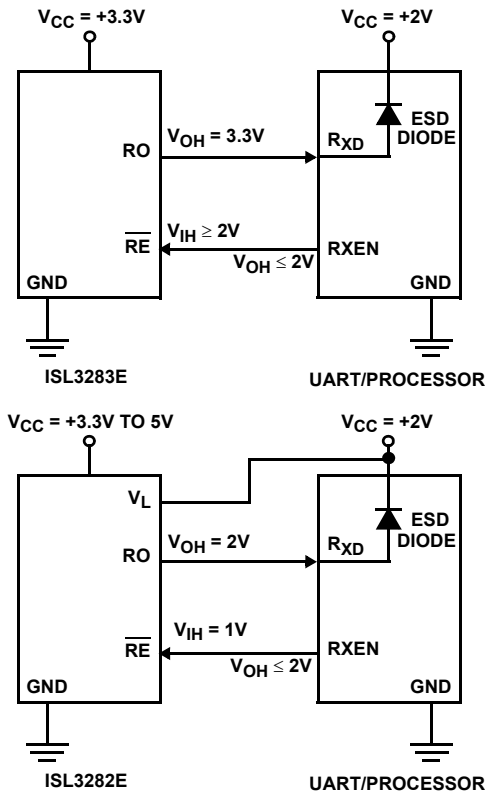 VCC = +3.3V
VCC = +2V
ESD
DIODE
RO
VOH = 3.3V
RXD
RE
VIH ≥ 2V
VOH ≤ 2V
RXEN
GND
GND
ISL3283E
UART/PROCESSOR
VCC = +3.3V TO 5V
VCC = +2V
VL
ESD
DIODE
RO
VOH = 2V
RXD
RE
VIH = 1V
VOH ≤ 2V
RXEN
GND
GND
ISL3282E
UART/PROCESSOR